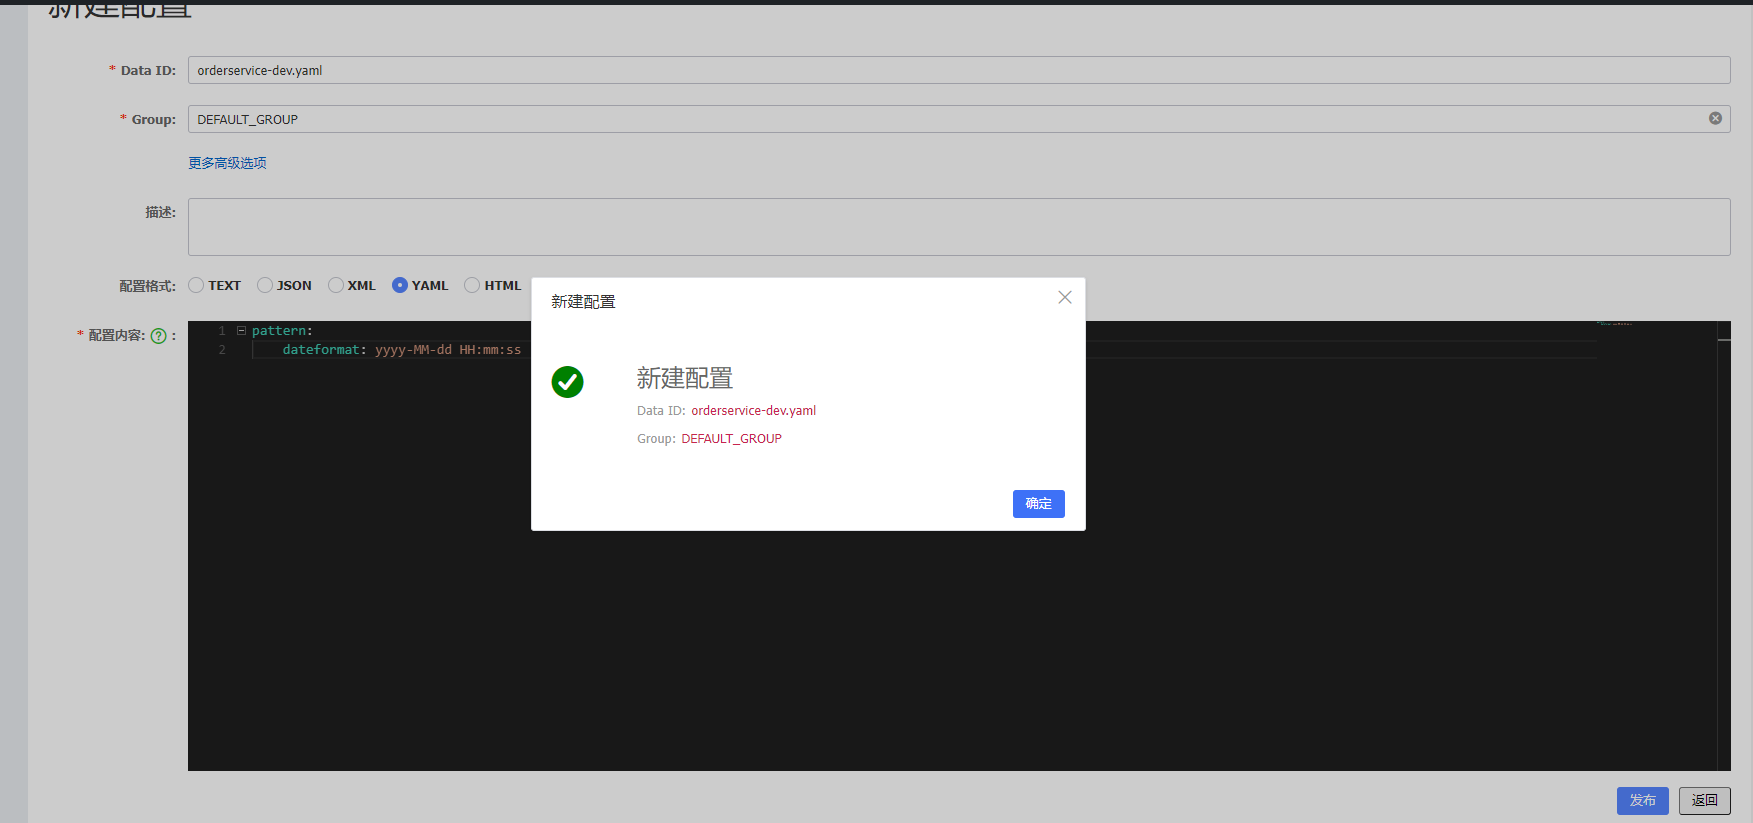 新建配置
* Data ID: orderservice-dev.yaml
* Group: DEFAULT_GROUP
更多高级选项
描述:
配置格式: TEXT JSON XML YAML HTML
* 配置内容: ? :
1 pattern:
2 dateformat: yyyy-MM-dd HH:mm:ss
新建配置
新建配置
Data ID: orderservice-dev.yaml
Group: DEFAULT_GROUP
确定
发布 返回